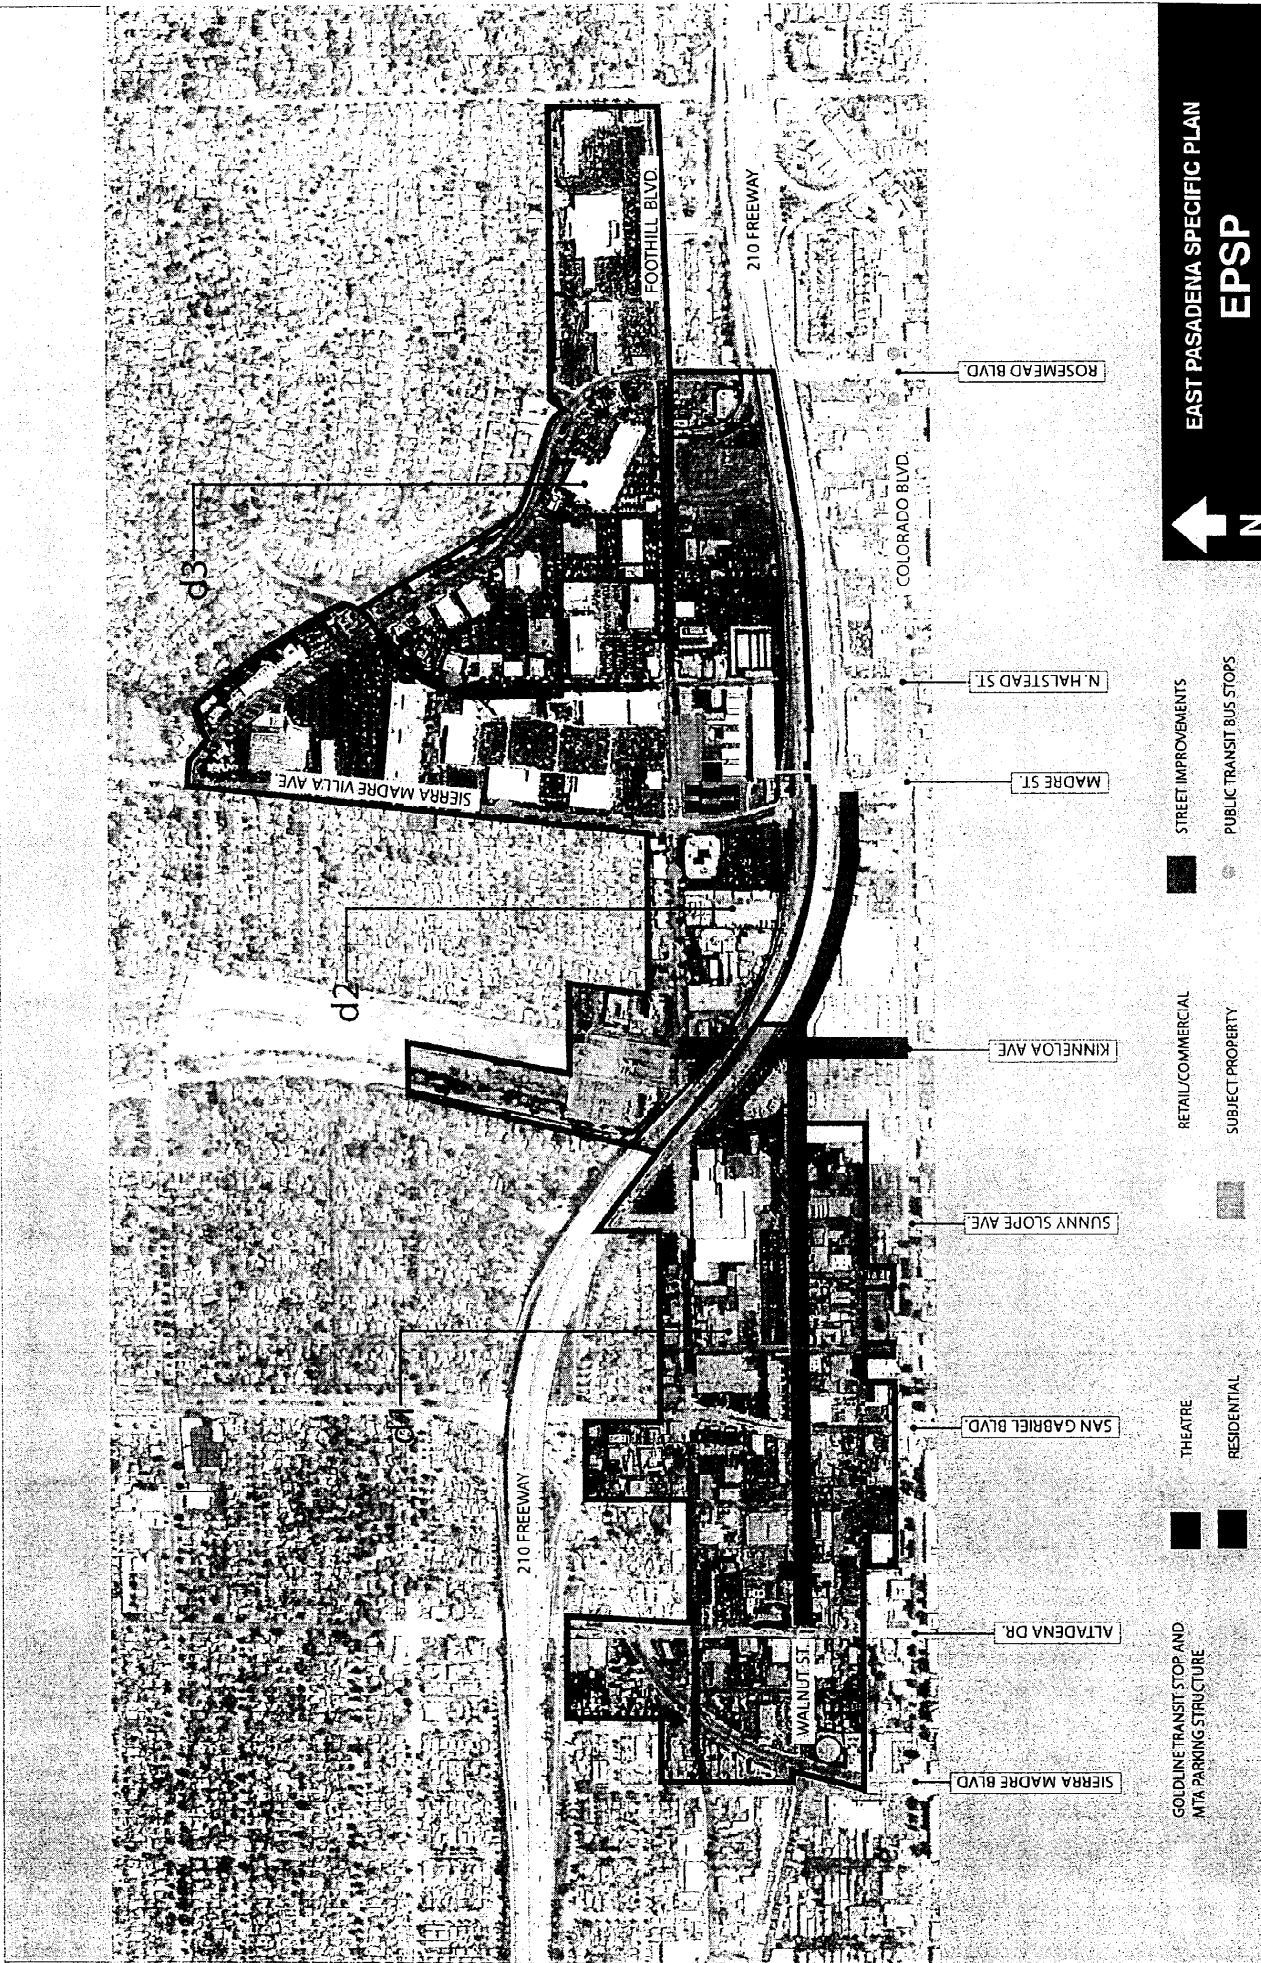 d3
d2
d1
FOOTHILL BLVD.
210 FREEWAY
SIERRA MADRE VILLA AVE
COLORADO BLVD.
210 FREEWAY
WALNUT ST.
SIERRA MADRE BLVD
ALTADENA DR.
SAN GABRIEL BLVD.
SUNNY SLOPE AVE.
KINNELOA AVE
MADRE ST.
N. HALSTEAD ST.
ROSEMEAD BLVD.
GOLDLINE TRANSIT STOP AND
MTA PARKING STRUCTURE
THEATRE
RESIDENTIAL
RETAIL/COMMERCIAL
SUBJECT PROPERTY
STREET IMPROVEMENTS
PUBLIC TRANSIT BUS STOPS
N
EAST PASADENA SPECIFIC PLAN
EPSP